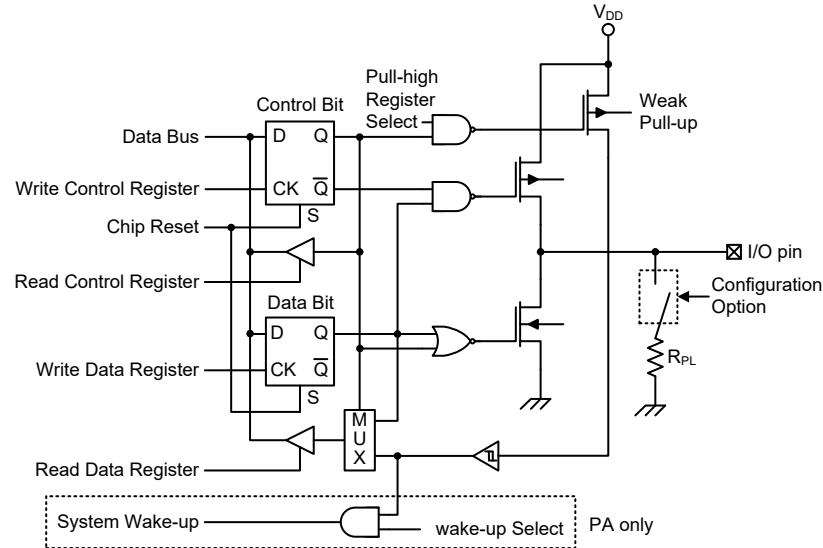 VDD
Pull-high
Register
Select
Weak
Pull-up
Control Bit
Data Bus
D
Q
Write Control Register
CK
Q
S
Chip Reset
I/O pin
Read Control Register
Configuration
Option
Data Bit
D
Q
RPL
Write Data Register
CK
Q
S
M
U
X
Read Data Register
System Wake-up
wake-up Select
PA only